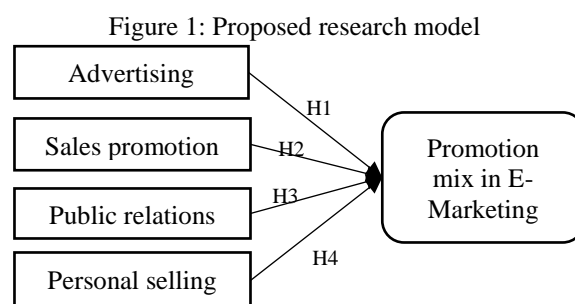 Figure 1: Proposed research model
Advertising
H1
Sales promotion
H2
Public relations
H3
Personal selling
H4
Promotion
mix in E-
Marketing